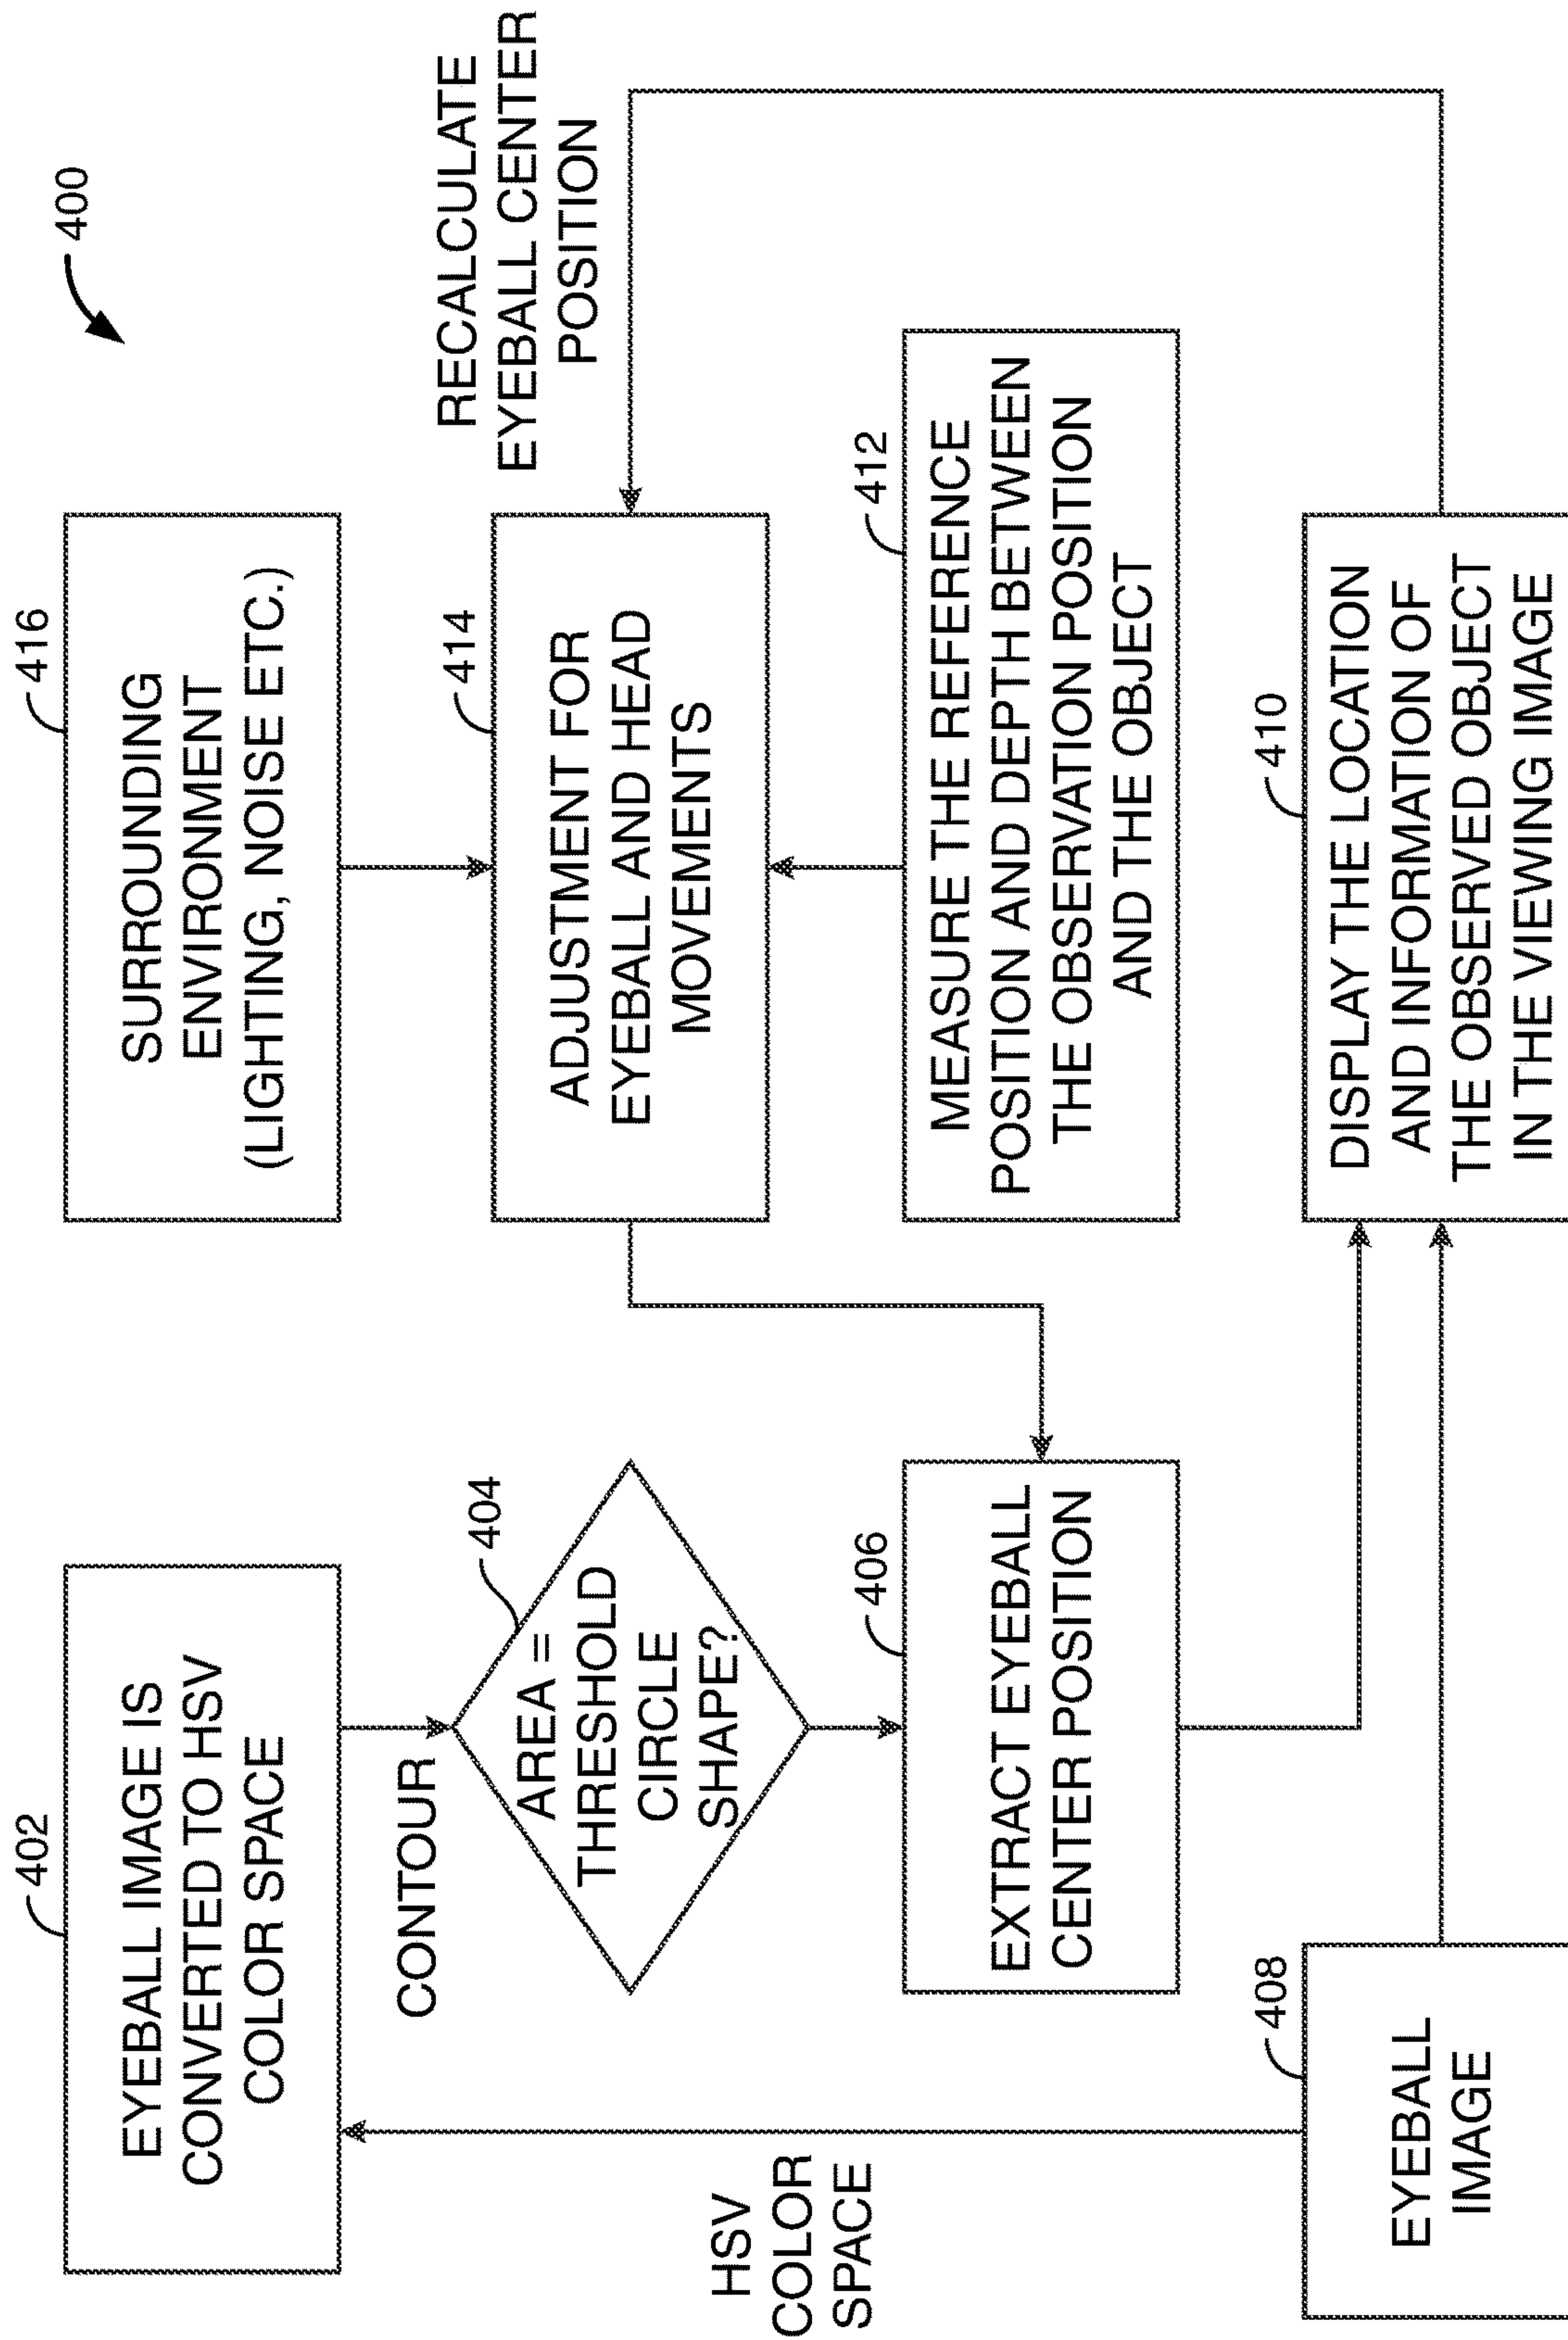 400
402
EYEBALL IMAGE IS
CONVERTED TO HSV
COLOR SPACE
CONTOUR
404
AREA =
THRESHOLD
CIRCLE
SHAPE?
406
EXTRACT EYEBALL
CENTER POSITION
HSV
COLOR
SPACE
408
EYEBALL
IMAGE
416
SURROUNDING
ENVIRONMENT
(LIGHTING, NOISE ETC.)
414
ADJUSTMENT FOR
EYEBALL AND HEAD
MOVEMENTS
RECALCULATE
EYEBALL CENTER
POSITION
412
MEASURE THE REFERENCE
POSITION AND DEPTH BETWEEN
THE OBSERVATION POSITION
AND THE OBJECT
410
DISPLAY THE LOCATION
AND INFORMATION OF
THE OBSERVED OBJECT
IN THE VIEWING IMAGE